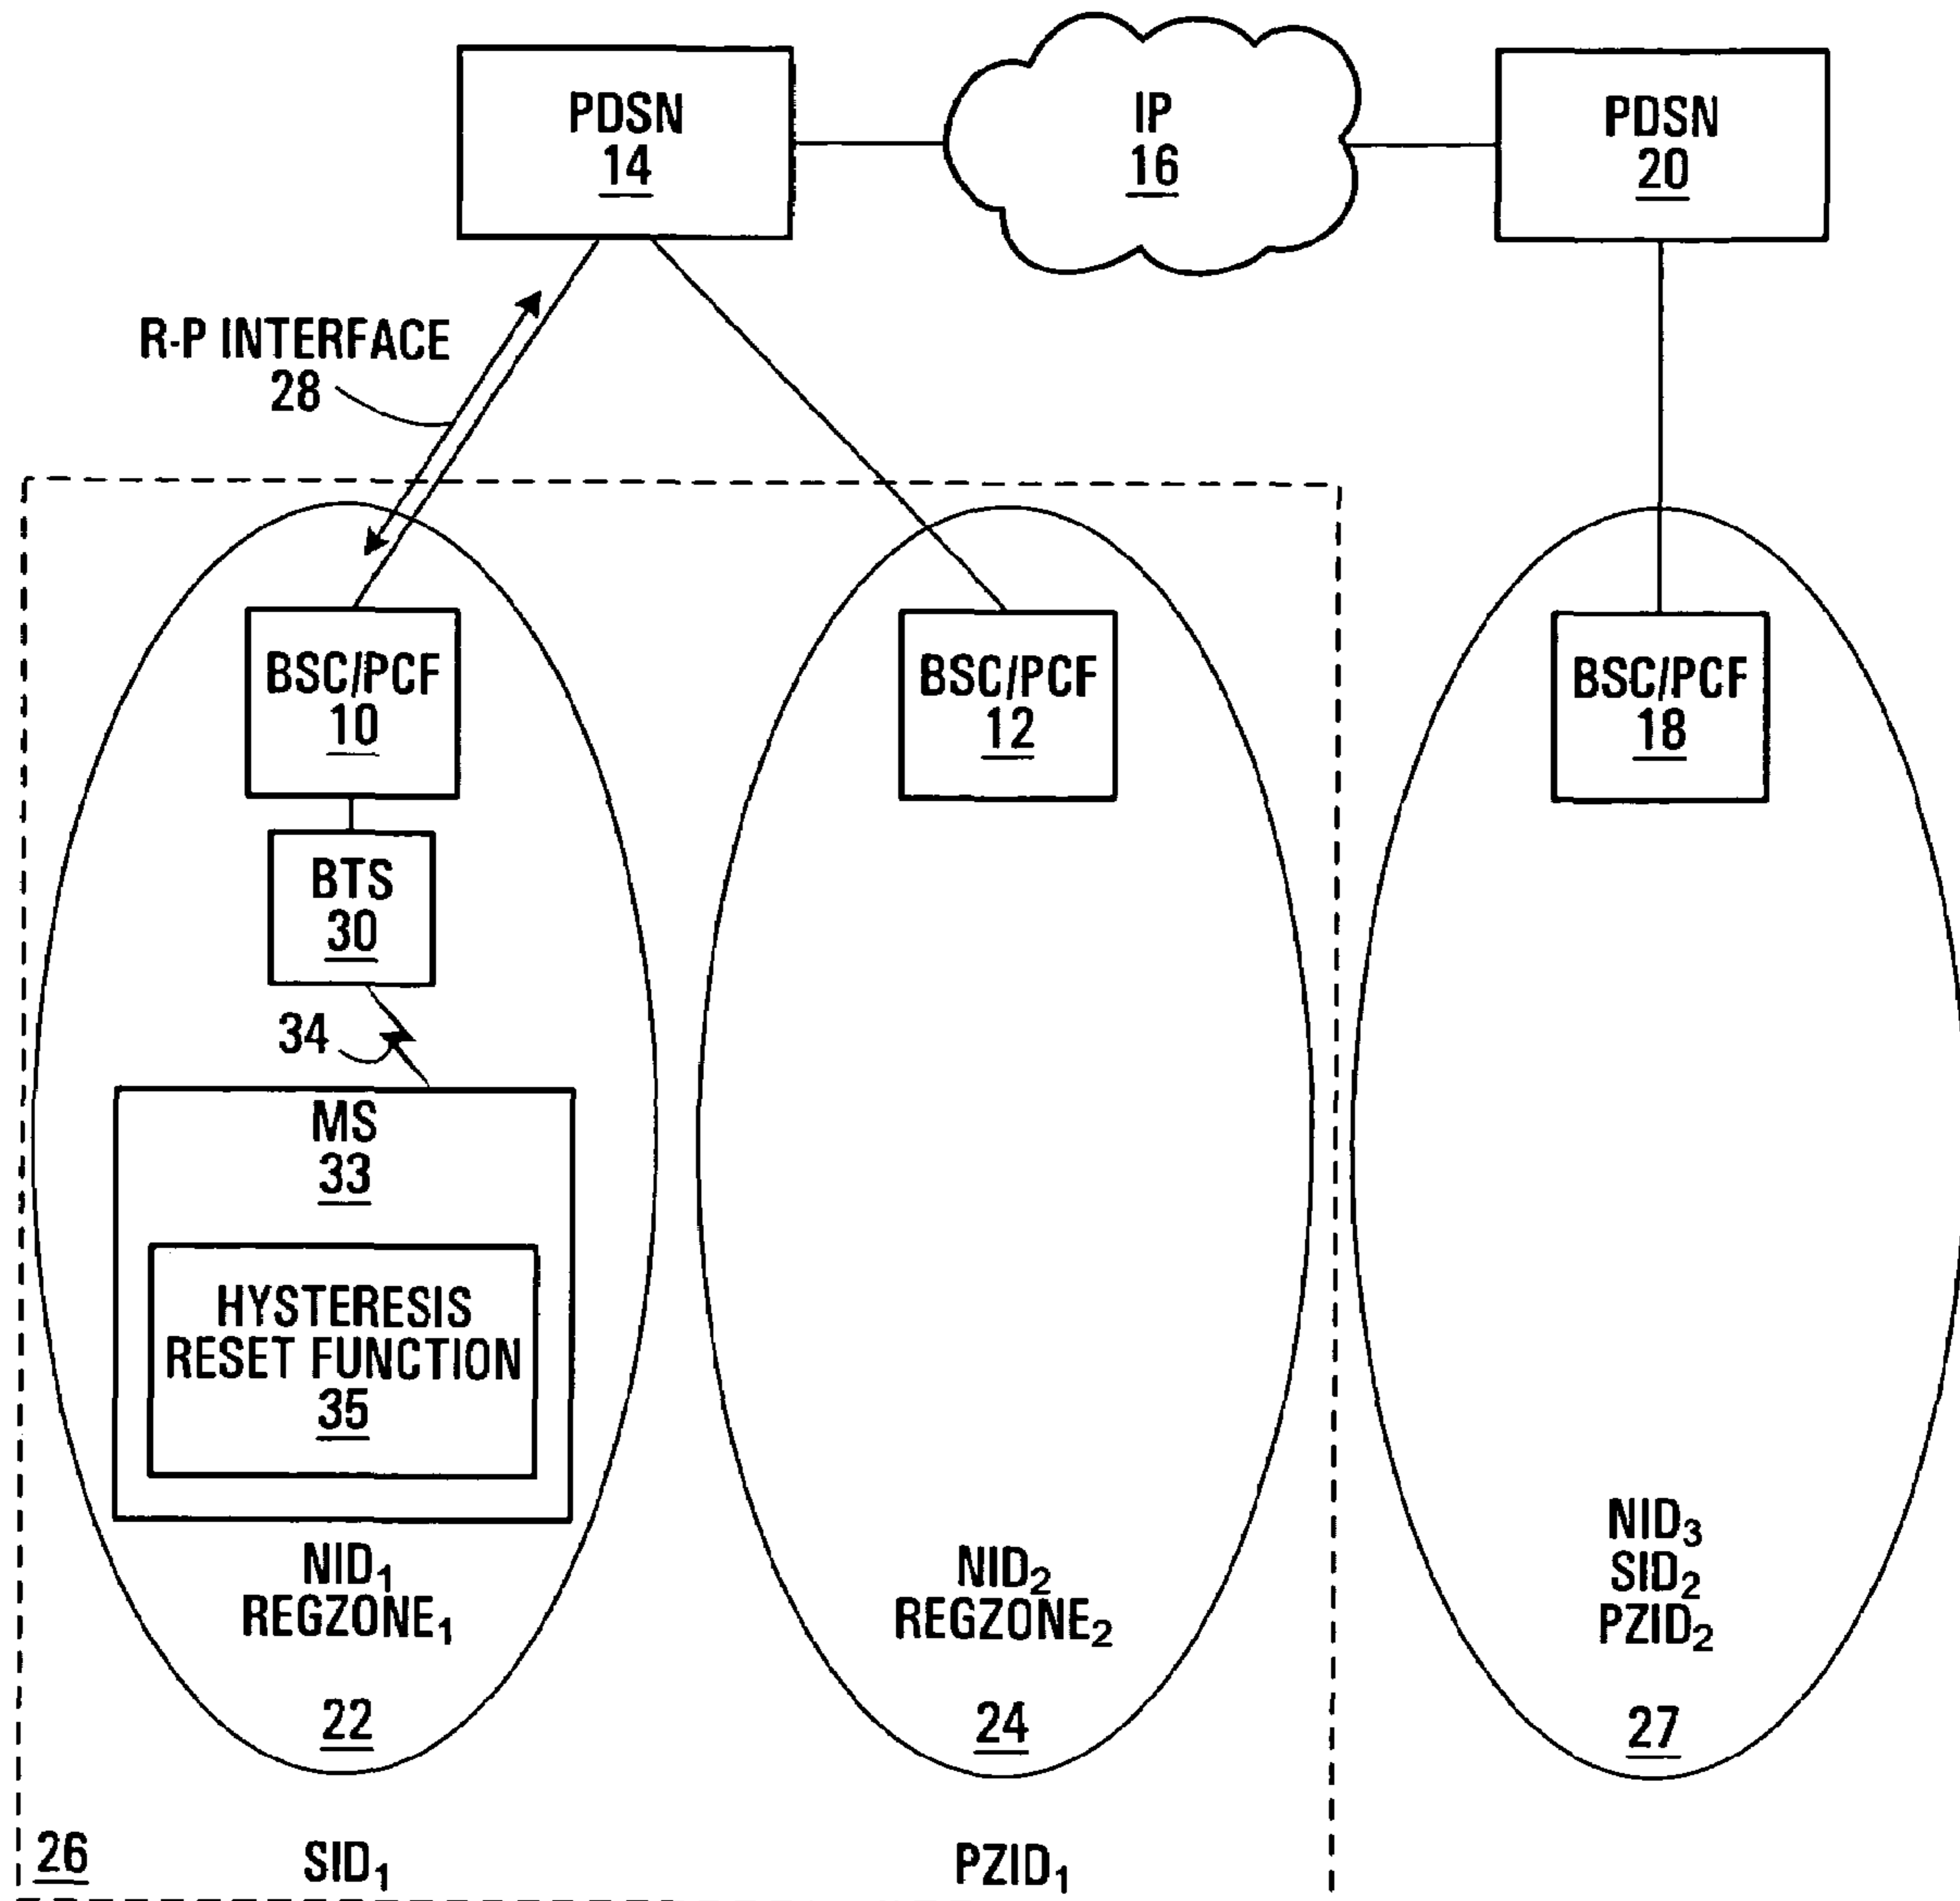 PDSN
14
IP
16
PDSN
20
R-P INTERFACE
28
BSC/PCF
10
BSC/PCF
12
BSC/PCF
18
BTS
30
34
MS
33
HYSTERESIS
RESET FUNCTION
35
NID₁
REGZONE₁
22
NID₂
REGZONE₂
24
NID₃
SID₂
PZID₂
27
26
SID₁
PZID₁